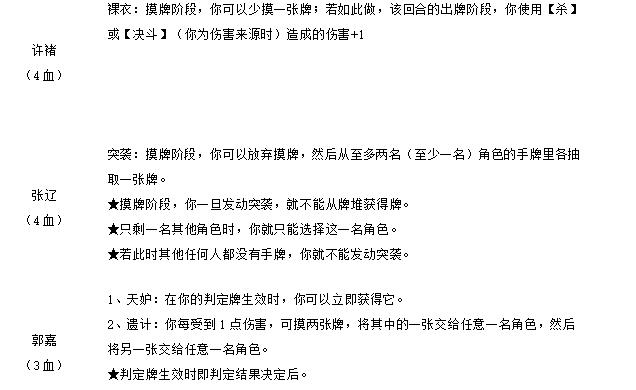 裸衣：摸牌阶段，你可以少摸一张牌；若如此做，该回合的出牌阶段，你使用【杀】
或【决斗】（你为伤害来源时）造成的伤害+1
许褚
（4血）
突袭：摸牌阶段，你可以放弃摸牌，然后从至多两名（至少一名）角色的手牌里各抽
取一张牌。
张辽
（4血）
★摸牌阶段，你一旦发动突袭，就不能从牌堆获得牌。
★只剩一名其他角色时，你就只能选择这一名角色。
★若此时其他任何人都没有手牌，你就不能发动突袭。
1、天妒：在你的判定牌生效时，你可以立即获得它。
2、遗计：你每受到1点伤害，可摸两张牌，将其中的一张交给任意一名角色，然后
将另一张交给任意一名角色。
郭嘉
（3血）
★判定牌生效时即判定结果决定后。